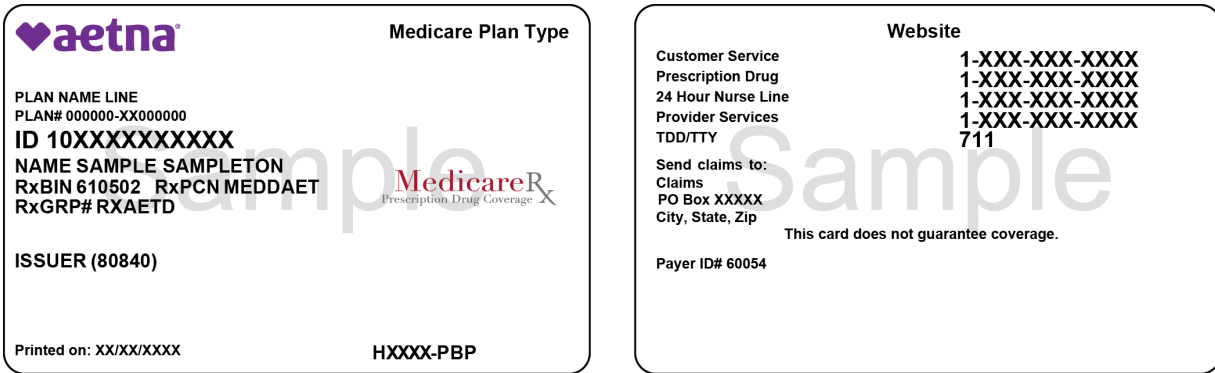 aetna®
Medicare Plan Type
PLAN NAME LINE
PLAN# 000000-XX000000
ID 10XXXXXXXXXX
NAME SAMPLE SAMPLETON
RxBIN 610502 RxPCN MEDDAET
RxGRP# RXAETD
MedicareRx
Prescription Drug Coverage
ISSUER (80840)
Printed on: XX/XX/XXXX
HXXXX-PBP
Sample
Website
Customer Service 1-XXX-XXX-XXXX
Prescription Drug 1-XXX-XXX-XXXX
24 Hour Nurse Line 1-XXX-XXX-XXXX
Provider Services 1-XXX-XXX-XXXX
TDD/TTY 711
Send claims to:
Claims
PO Box XXXXX
City, State, Zip
This card does not guarantee coverage.
Payer ID# 60054
Sample